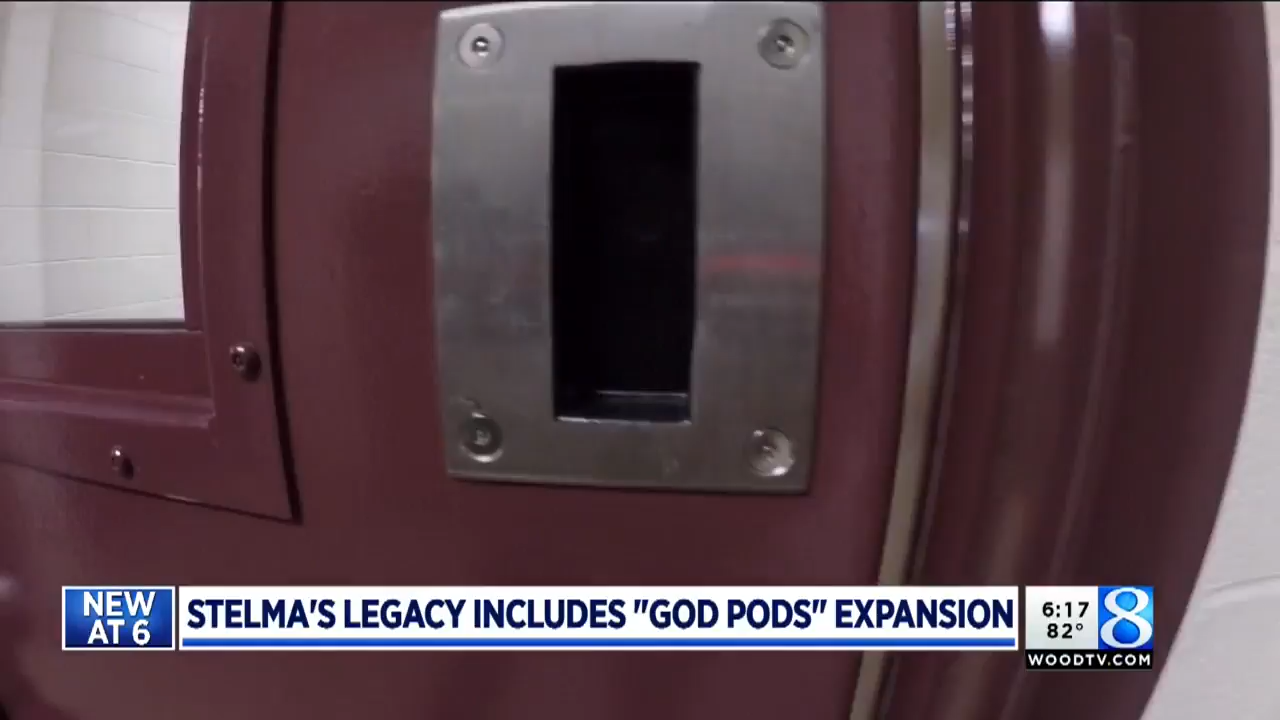 NEW
AT 6
STELMA'S LEGACY INCLUDES "GOD PODS" EXPANSION
6:17
82°
8
WOODTV.COM